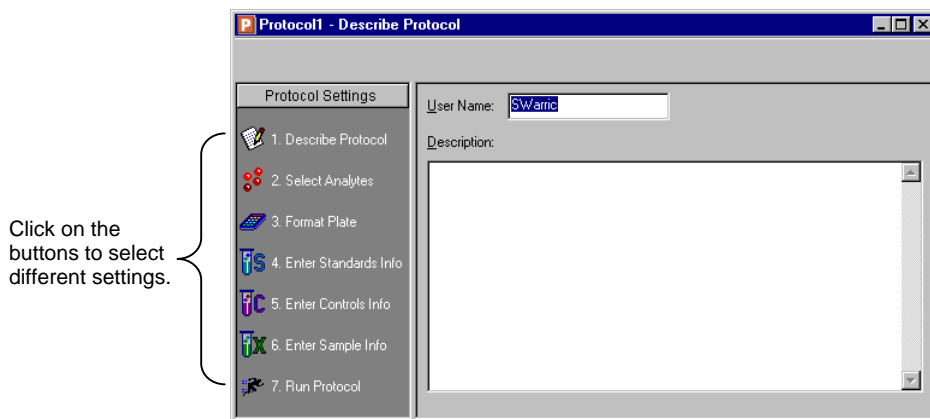 Protocol1 - Describe Protocol
Protocol Settings
1. Describe Protocol
2. Select Analytes
3. Format Plate
4. Enter Standards Info
5. Enter Controls Info
6. Enter Sample Info
7. Run Protocol
User Name: SWarric
Description:
Click on the
buttons to select
different settings.